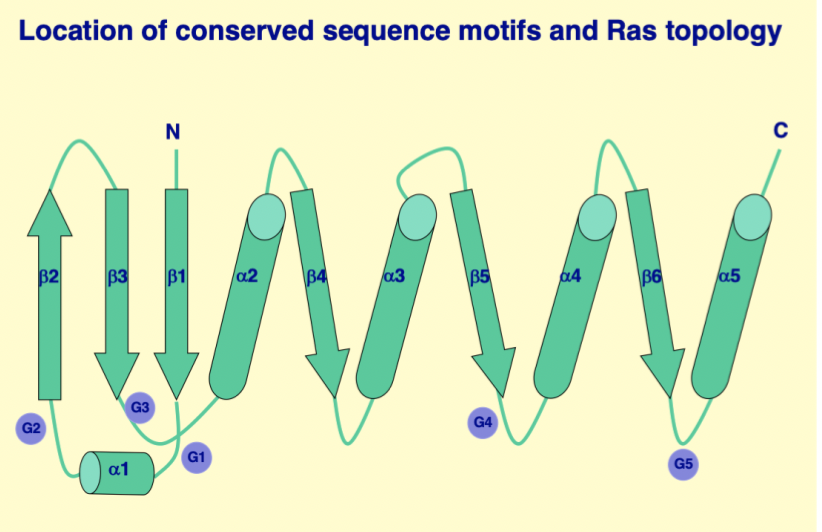 Location of conserved sequence motifs and Ras topology
N
C
β2
β3
β1
α2
β4
α3
β5
α4
β6
α5
G3
G2
G4
G1
G5
α1